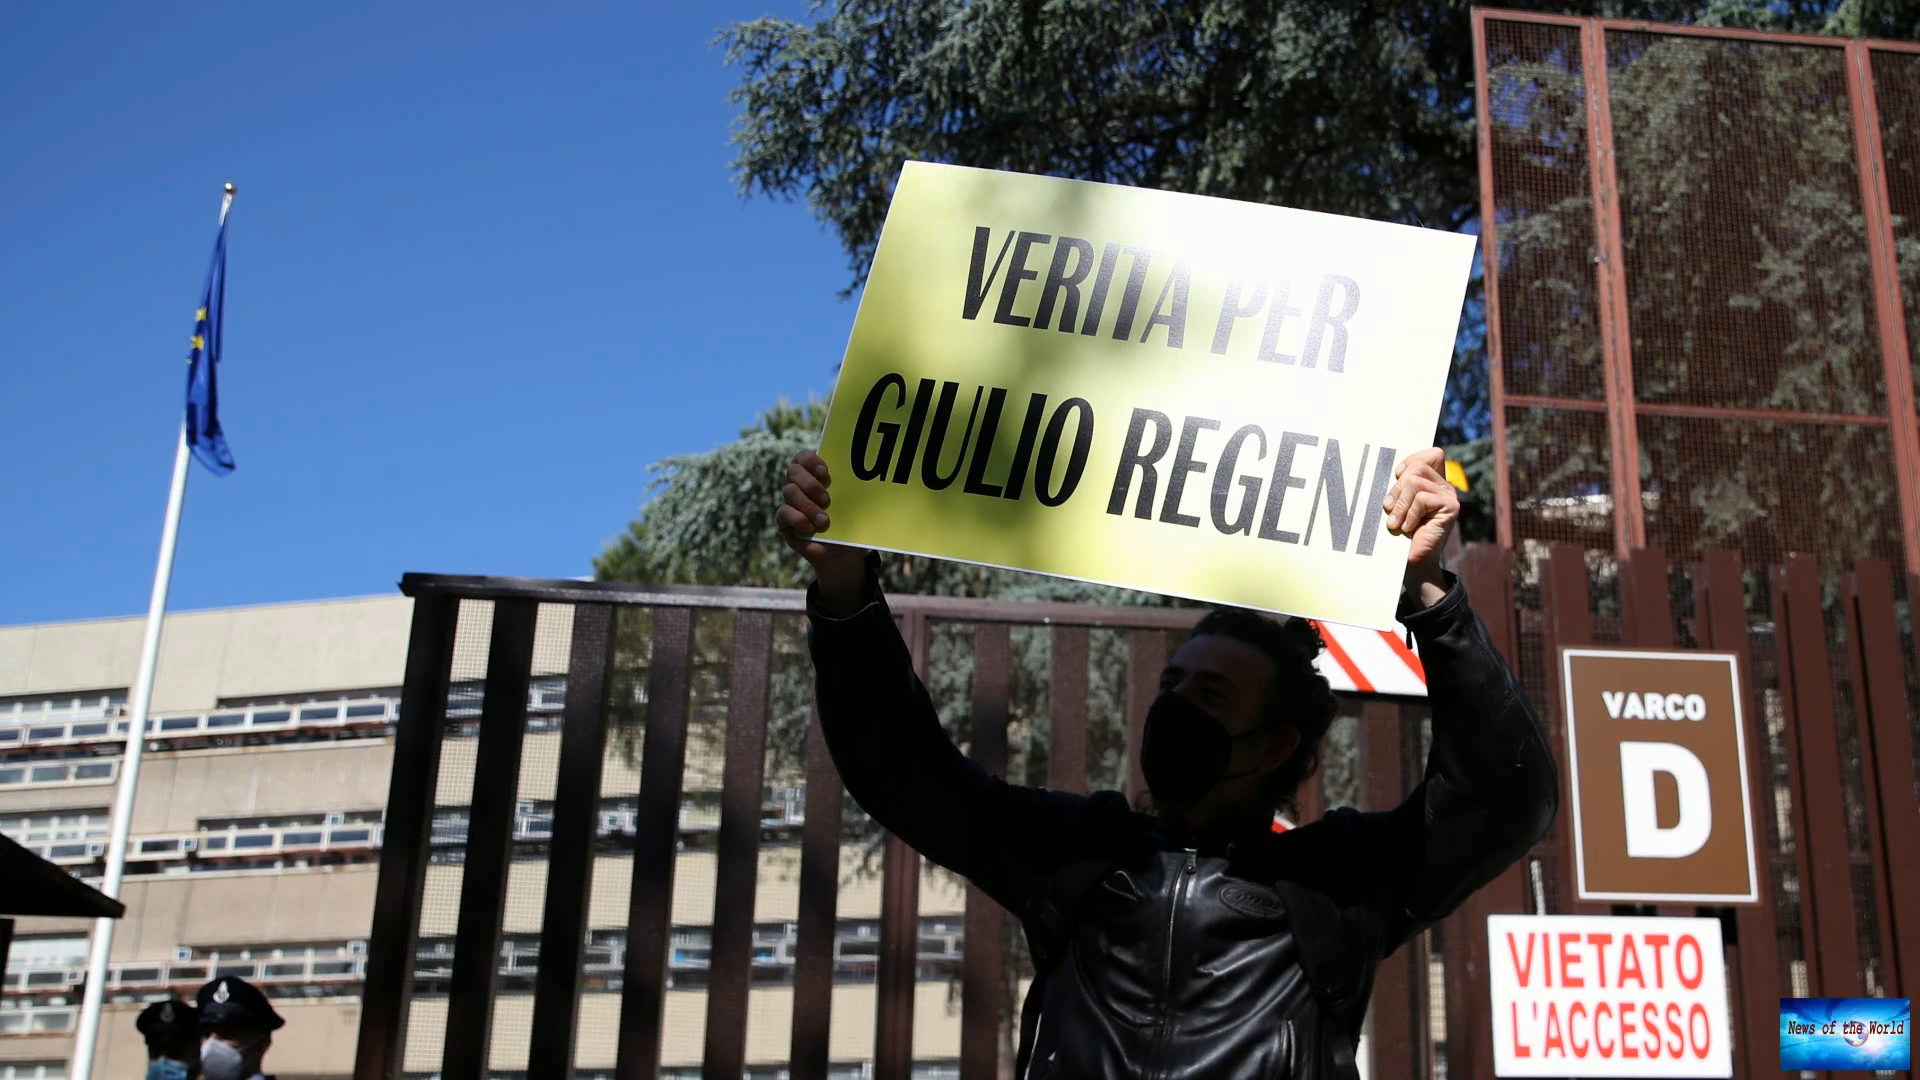 VERITA PER
GIULIO REGENI
VARCO
D
VIETATO
L'ACCESSO
News of the World